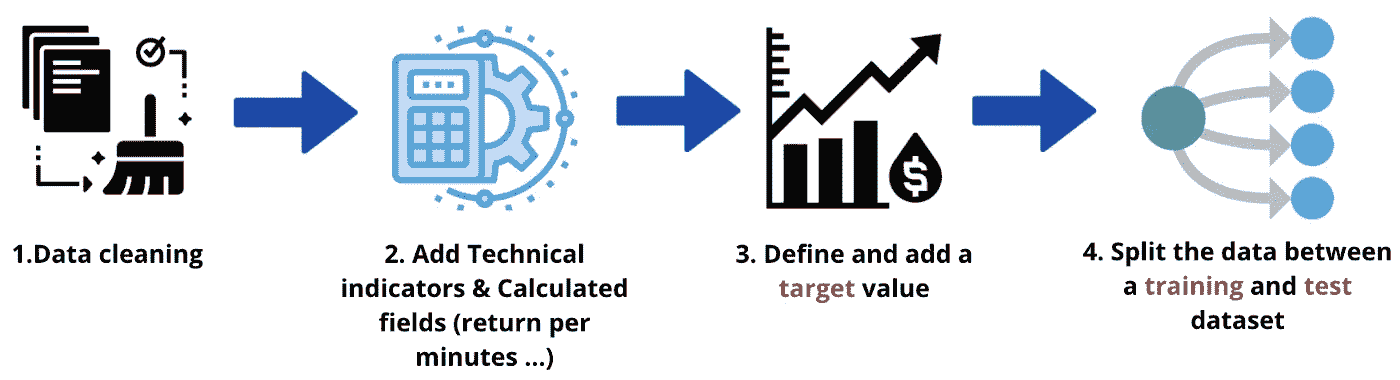 1.Data cleaning
2. Add Technical
indicators & Calculated
fields (return per
minutes ...)
3. Define and add a
target value
4. Split the data between
a training and test
dataset
$